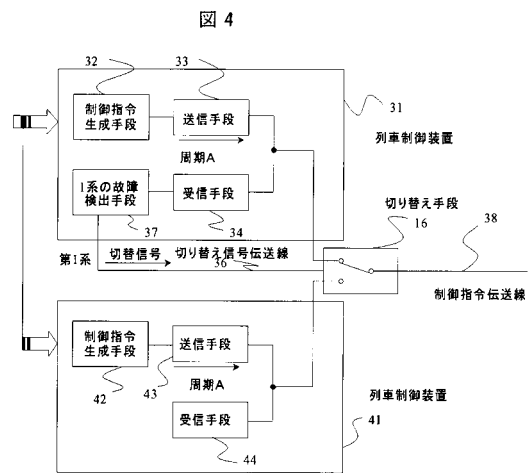 図 4
32
33
制御指令
生成手段
送信手段
周期A
31
列車制御装置
1系の故障
検出手段
受信手段
37
34
切り替え手段
16
38
第1系
切替信号
切り替え信号伝送線
36
制御指令伝送線
制御指令
生成手段
送信手段
42
43
周期A
列車制御装置
受信手段
44
41